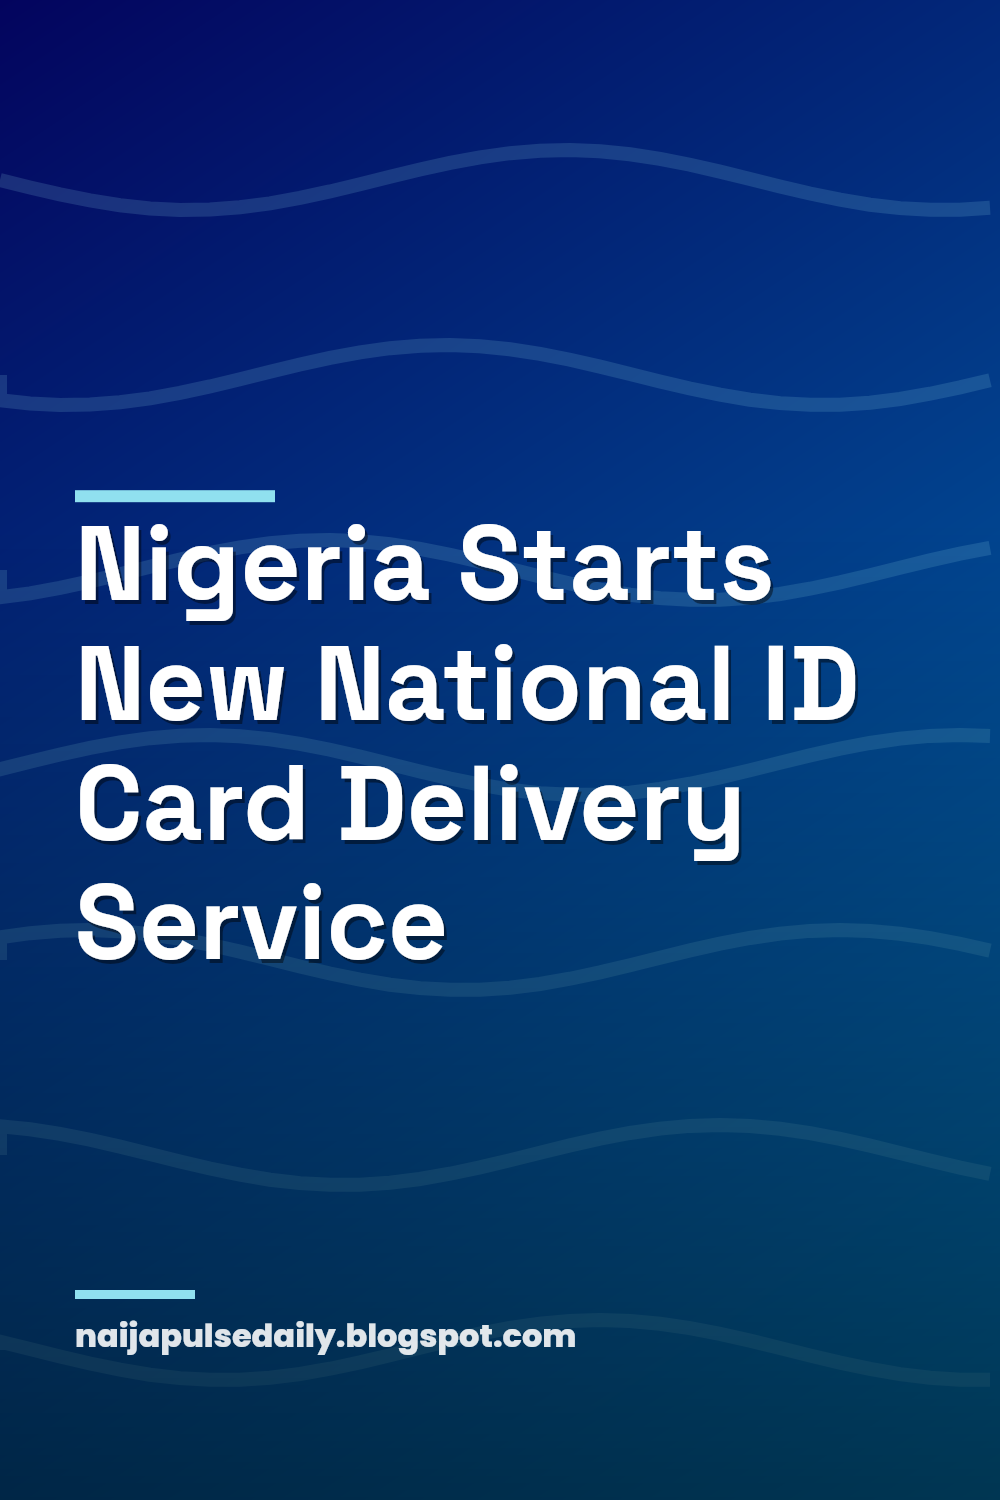 Nigeria Starts
New National ID
Card Delivery
Service
naijapulsedaily.blogspot.com